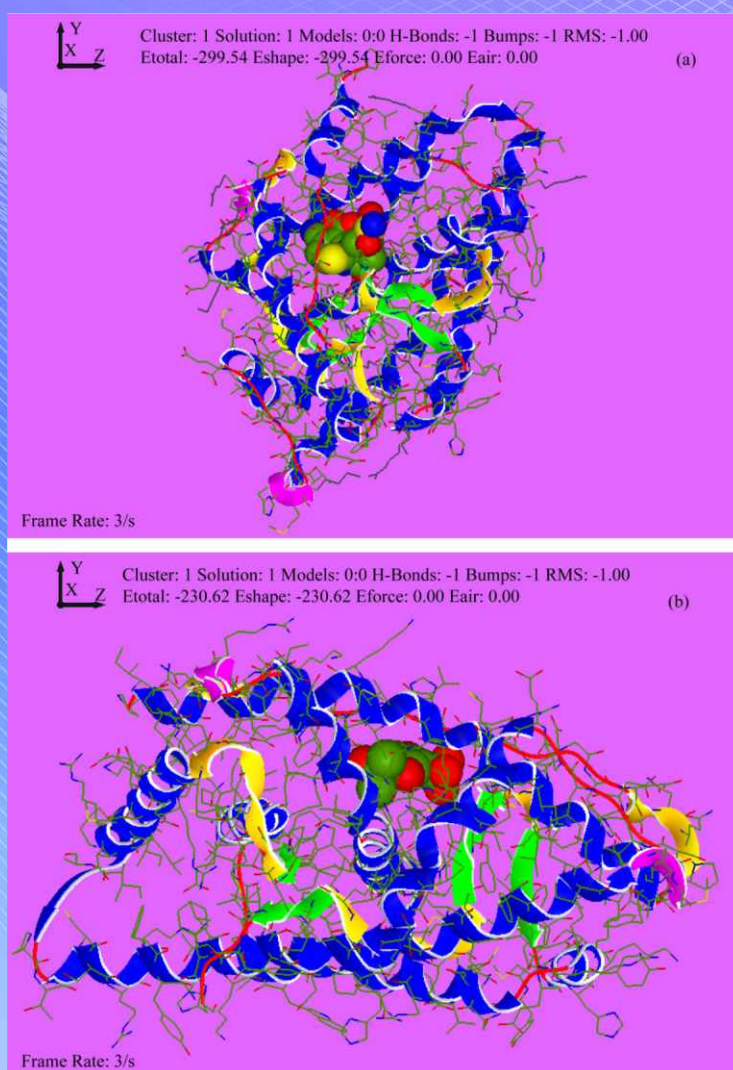 Y
Cluster: 1 Solution: 1 Models: 0:0 H-Bonds: -1 Bumps: -1 RMS: -1.00
X Z
Etotal: -299.54 Eshape: -299.54 Eforce: 0.00 Eair: 0.00
(a)
Frame Rate: 3/s
Y
Cluster: 1 Solution: 1 Models: 0:0 H-Bonds: -1 Bumps: -1 RMS: -1.00
X Z
Etotal: -230.62 Eshape: -230.62 Eforce: 0.00 Eair: 0.00
(b)
Frame Rate: 3/s